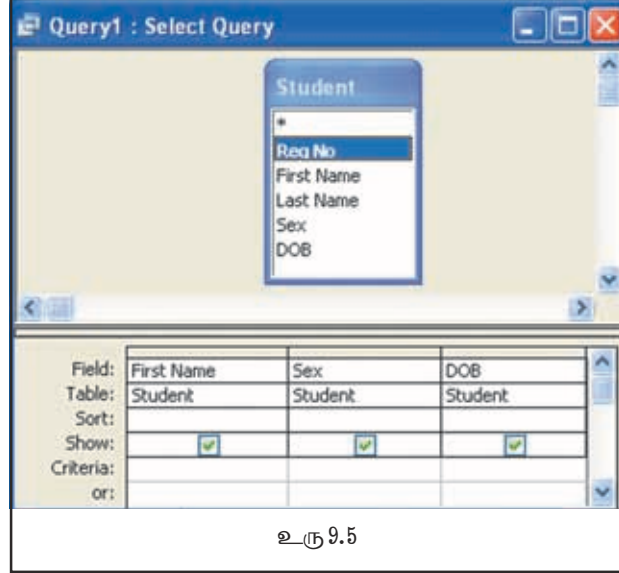 Query1 : Select Query
Student
*
Reg No
First Name
Last Name
Sex
DOB
Field: First Name Sex DOB
Table: Student Student Student
Sort:
Show:
Criteria:
or:
உரு 9.5